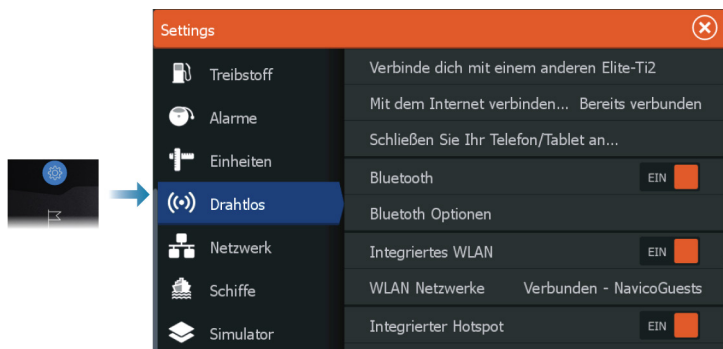 Settings
Treibstoff
Alarme
Einheiten
Drahtlos
Netzwerk
Schiffe
Simulator
Verbinde dich mit einem anderen Elite-Ti2
Mit dem Internet verbinden... Bereits verbunden
Schließen Sie Ihr Telefon/Tablet an...
Bluetooth EIN
Bluetoth Optionen
Integriertes WLAN EIN
WLAN Netzwerke Verbunden - NavicoGuests
Integrierter Hotspot EIN